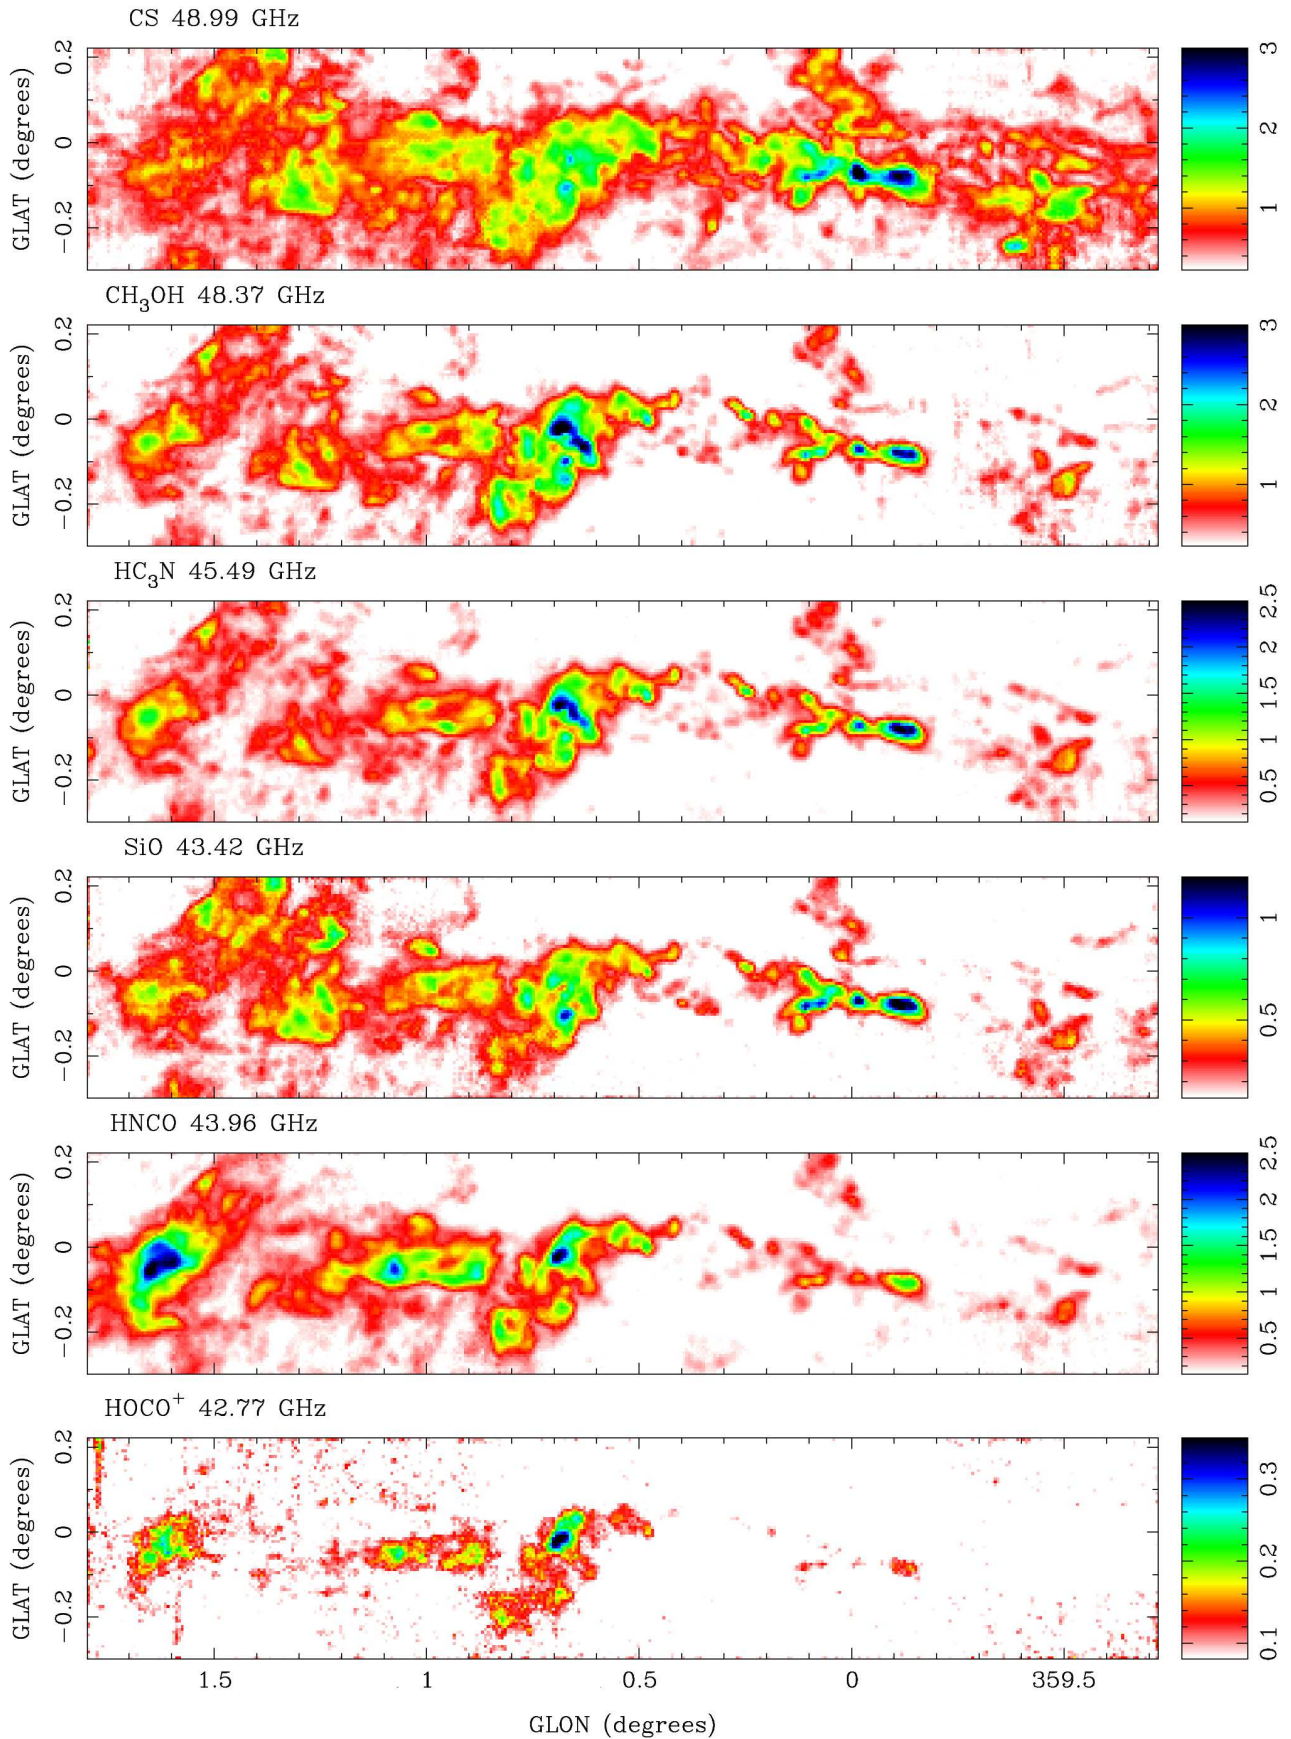 CS 48.99 GHz
GLAT (degrees)
0.2
0
−0.2
3
2
1
CH₃OH 48.37 GHz
GLAT (degrees)
0.2
0
−0.2
3
2
1
HC₃N 45.49 GHz
GLAT (degrees)
0.2
0
−0.2
2.5
2
1.5
1
0.5
SiO 43.42 GHz
GLAT (degrees)
0.2
0
−0.2
1
0.5
HNCO 43.96 GHz
GLAT (degrees)
0.2
0
−0.2
2.5
2
1.5
1
0.5
HOCO⁺ 42.77 GHz
GLAT (degrees)
0.2
0
−0.2
0.3
0.2
0.1
1.5 1 0.5 0 359.5
GLON (degrees)